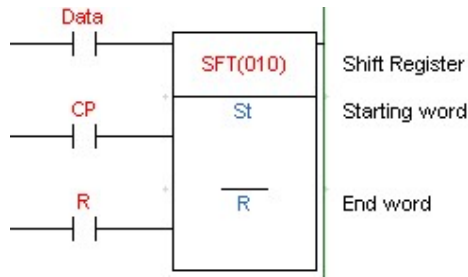 Data
SFT(010) Shift Register
CP St Starting word
R R End word